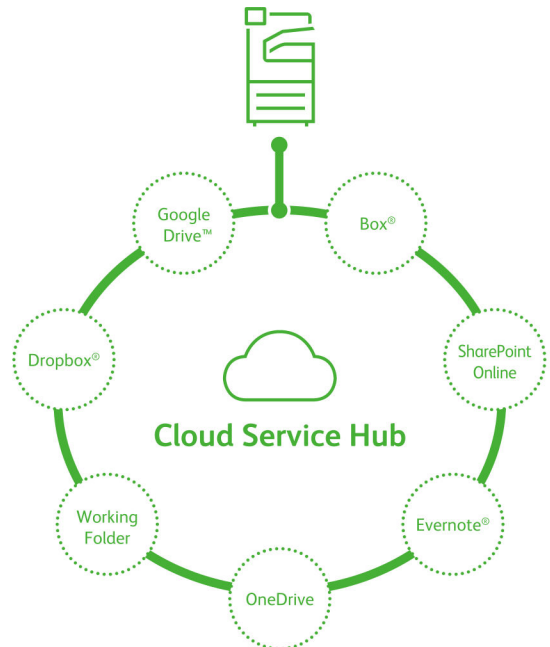 Google
Drive™
Box®
Dropbox®
SharePoint
Online
Cloud Service Hub
Working
Folder
Evernote®
OneDrive